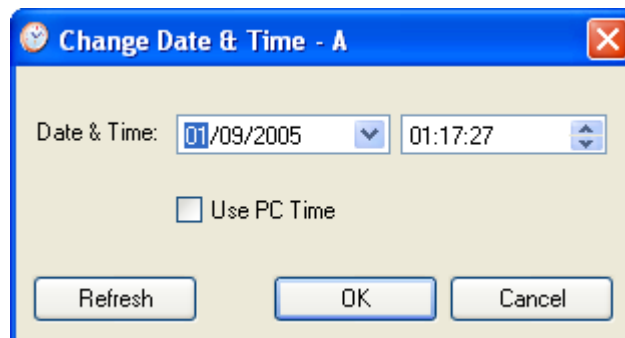 Change Date & Time - A
Date & Time: 01/09/2005 01:17:27
Use PC Time
Refresh OK Cancel